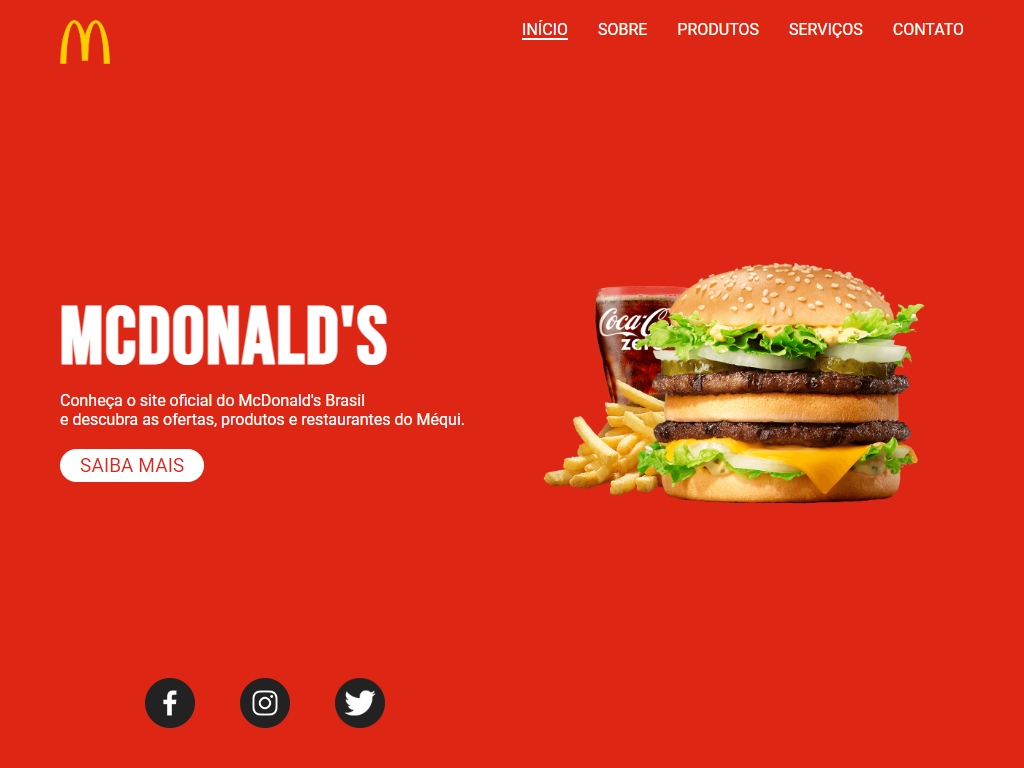 INÍCIO SOBRE PRODUTOS SERVIÇOS CONTATO
MCDONALD'S
Conheça o site oficial do McDonald's Brasil
e descubra as ofertas, produtos e restaurantes do Méqui.
SAIBA MAIS
Coca-C
zero